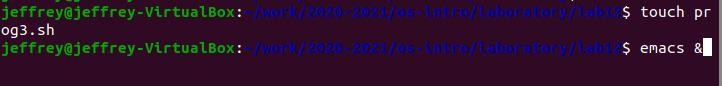 jeffrey@jeffrey-VirtualBox:~/work/2020-2021/os-intro/laboratory/lab12$ touch pr
og3.sh
jeffrey@jeffrey-VirtualBox:~/work/2020-2021/os-intro/laboratory/lab12$ emacs &